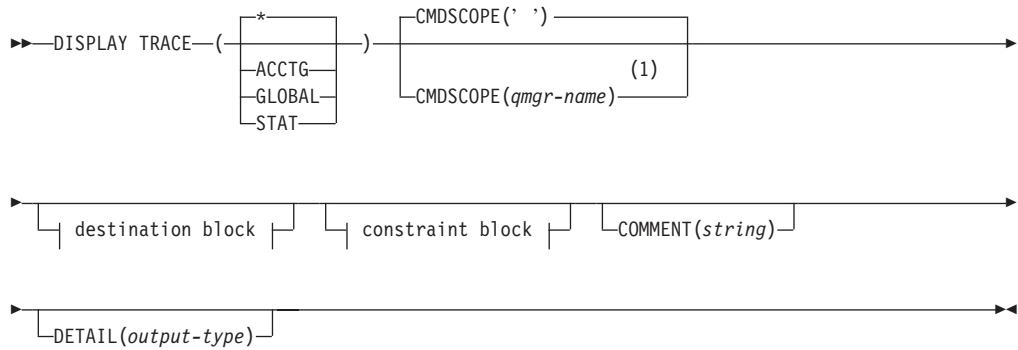 *
CMDSCOPE(’ ’)
DISPLAY TRACE ( )
ACCTG
GLOBAL
STAT
(1)
CMDSCOPE(qmgr-name)
destination block
constraint block
COMMENT(string)
DETAIL(output-type)